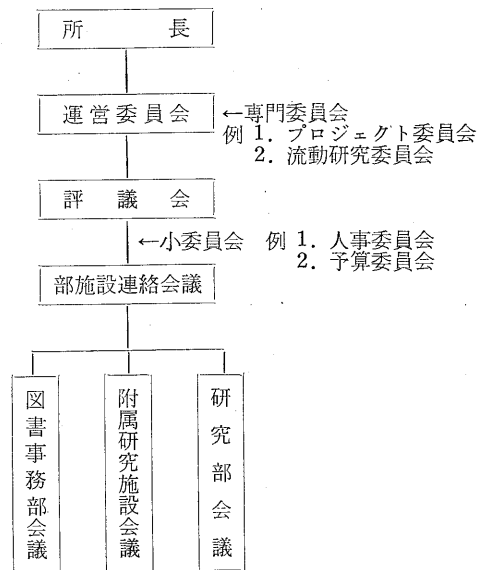 所長
運営委員会
←専門委員会
例 1. プロジェグト委員会
2. 流動研究委員会
評議会
←小委員会 例 1. 人事委員会
2. 予算委員会
部施設連絡会議
図書事務部会議
附属研究施設会議
研究部会議